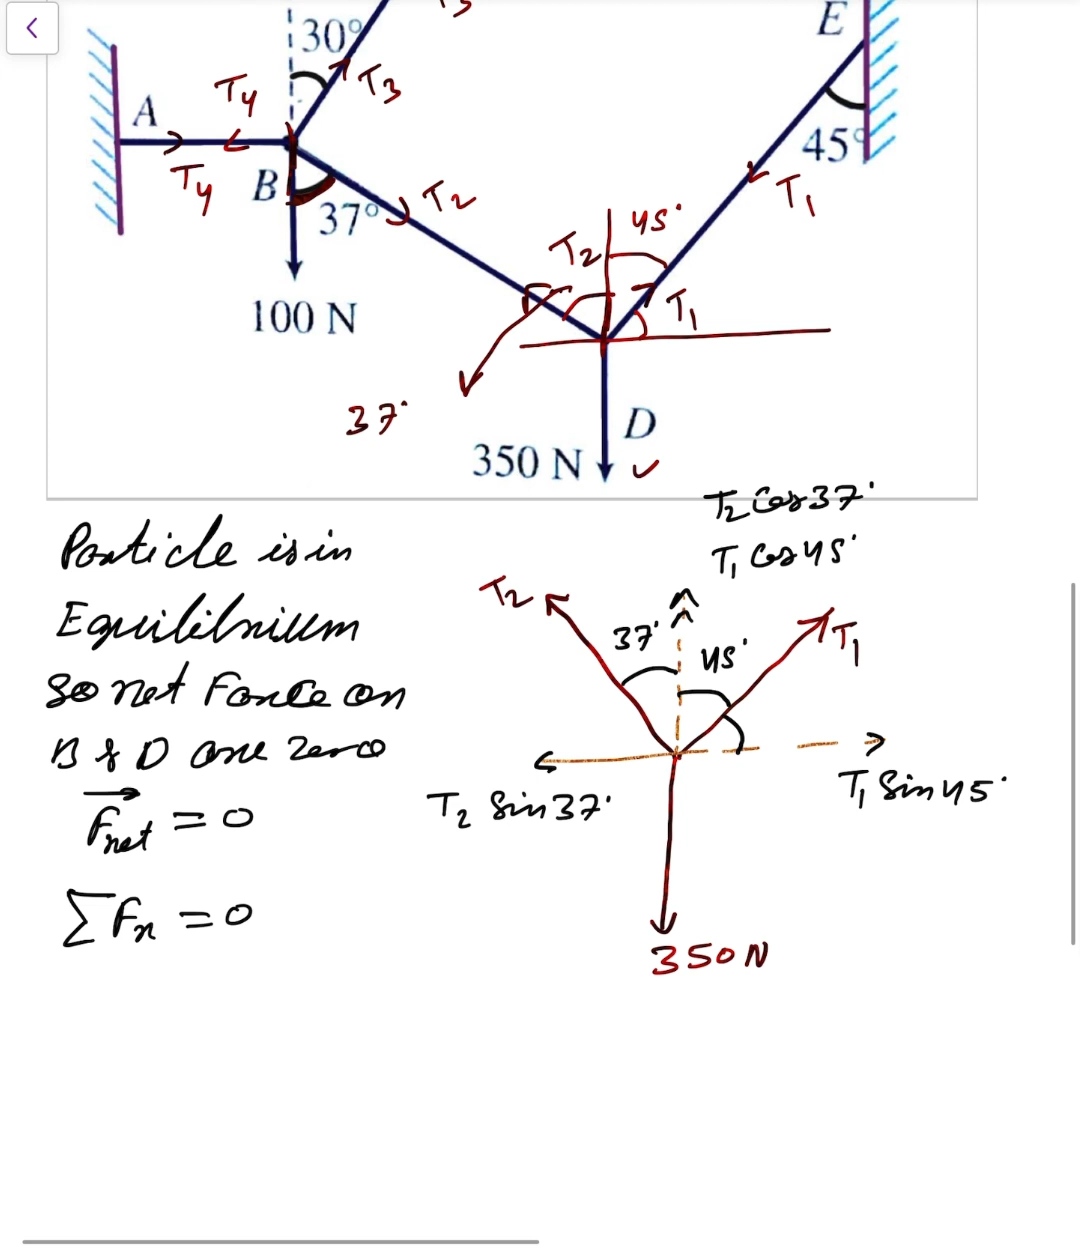 30°
T3
E
T4
T3
A
45°
T4
B
37°
T2
T1
45°
T2
T1
100 N
37°
D
350 N
T2 Cos37°
T1 Cos45°
Particle is in
Equilibrium
So net Force on
B & D are Zero
Fnet = 0
ΣFx = 0
T2
37°
45°
T1
T2 Sin37°
T1 Sin45°
350N